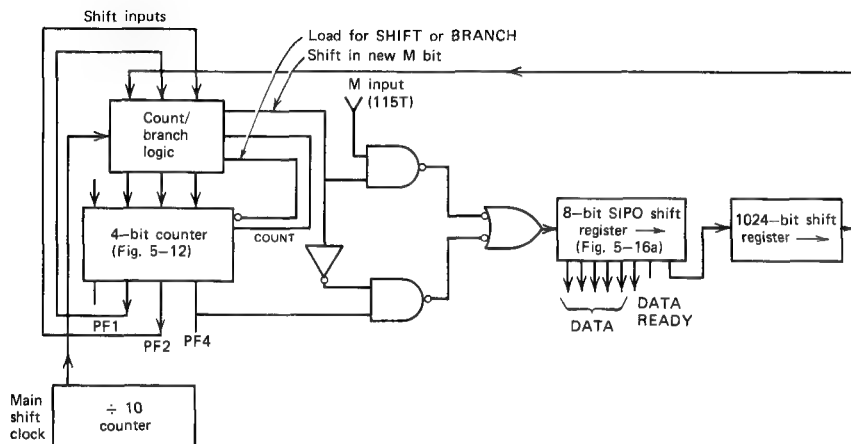 Shift inputs
Load for SHIFT or BRANCH
Shift in new M bit
M input
(115T)
Count/
branch
logic
4-bit counter
(Fig. 5-12)
COUNT
8-bit SIPO shift
register
(Fig. 5-16a)
1024-bit shift
register
DATA
DATA
READY
PF1
PF2
PF4
Main
shift
clock
÷ 10
counter